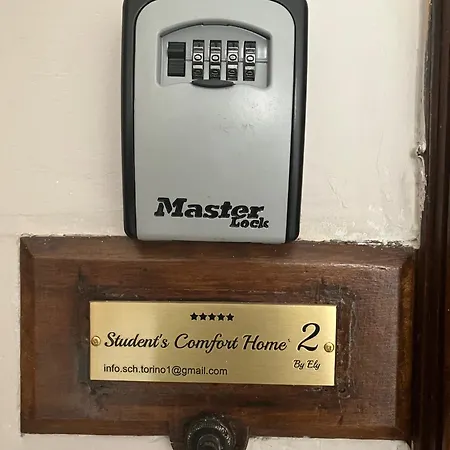 Master
Lock
★★★★★
Student's Comfort Home 2
info.sch.torino1@gmail.com
By Ely